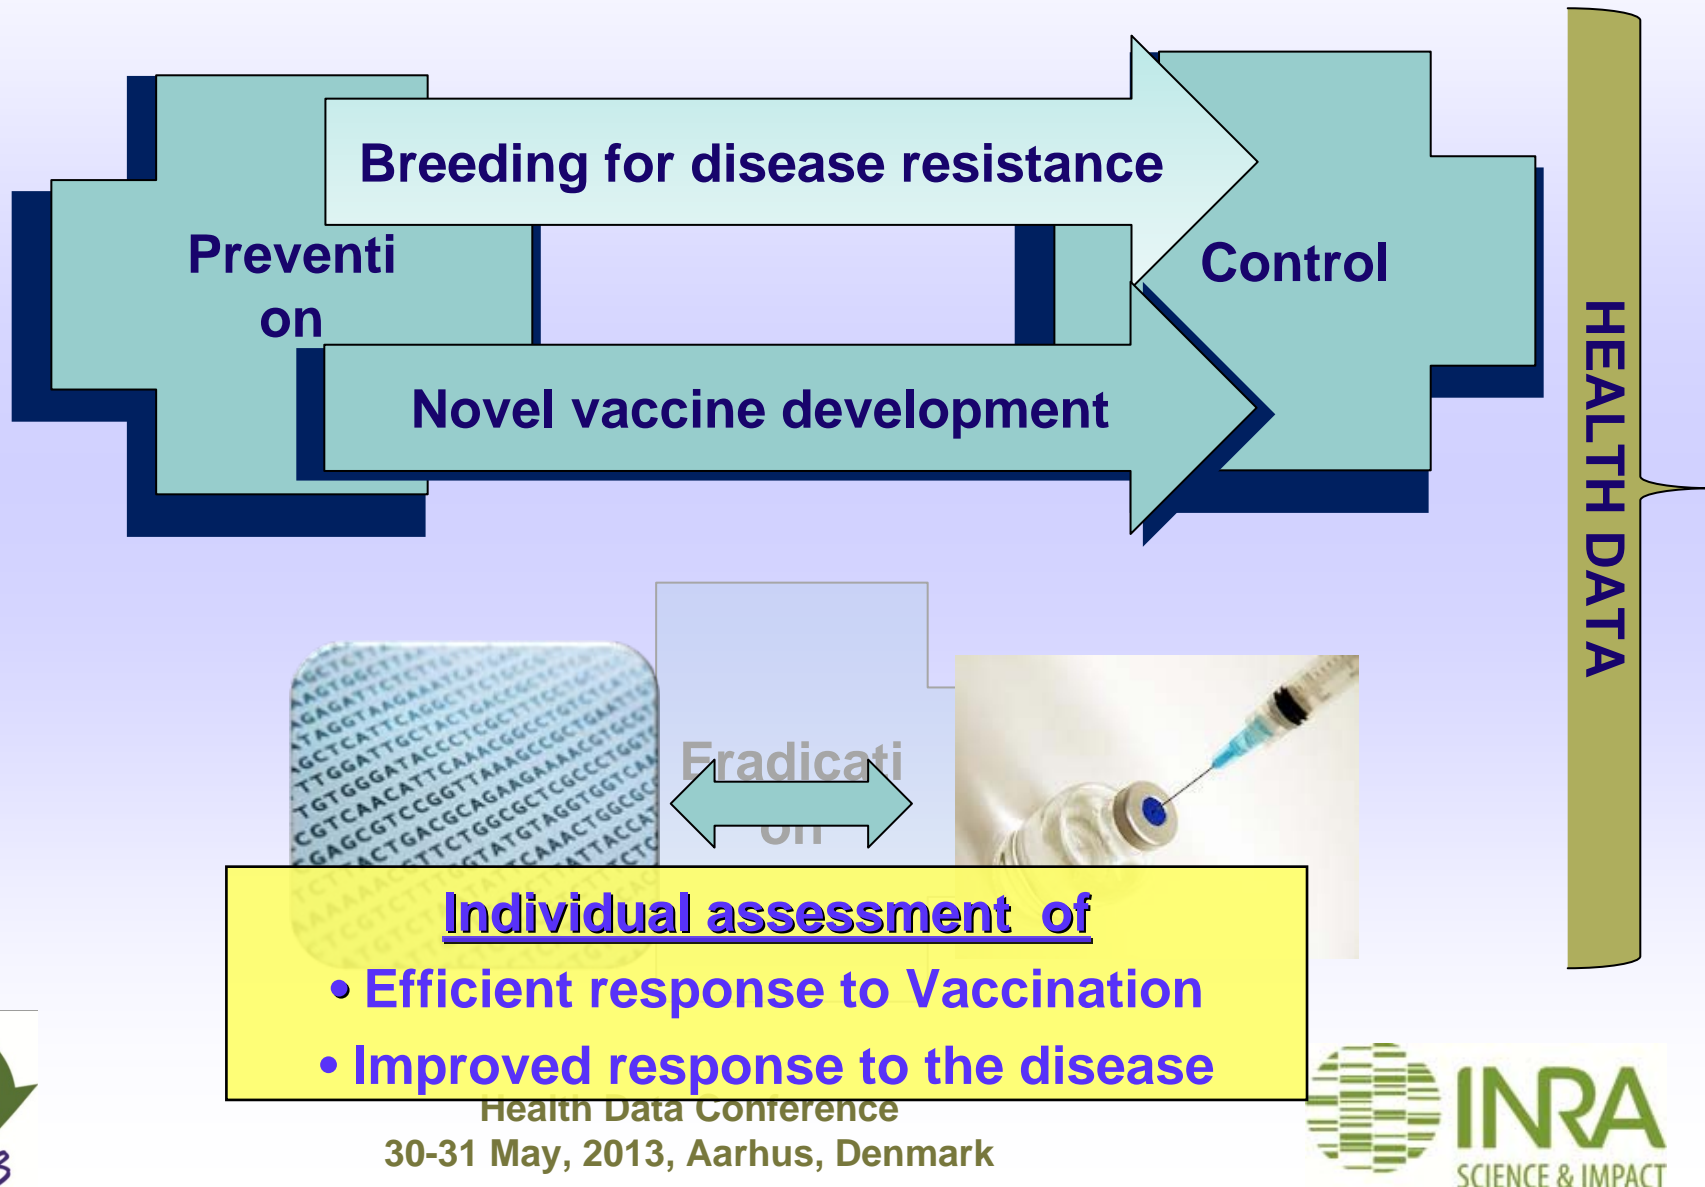 Breeding for disease resistance
Preventi
on
Control
Novel vaccine development
HEALTH DATA
Eradicati
on
Individual assessment of
• Efficient response to Vaccination
• Improved response to the disease
Health Data Conference
30-31 May, 2013, Aarhus, Denmark
INRA
SCIENCE & IMPACT